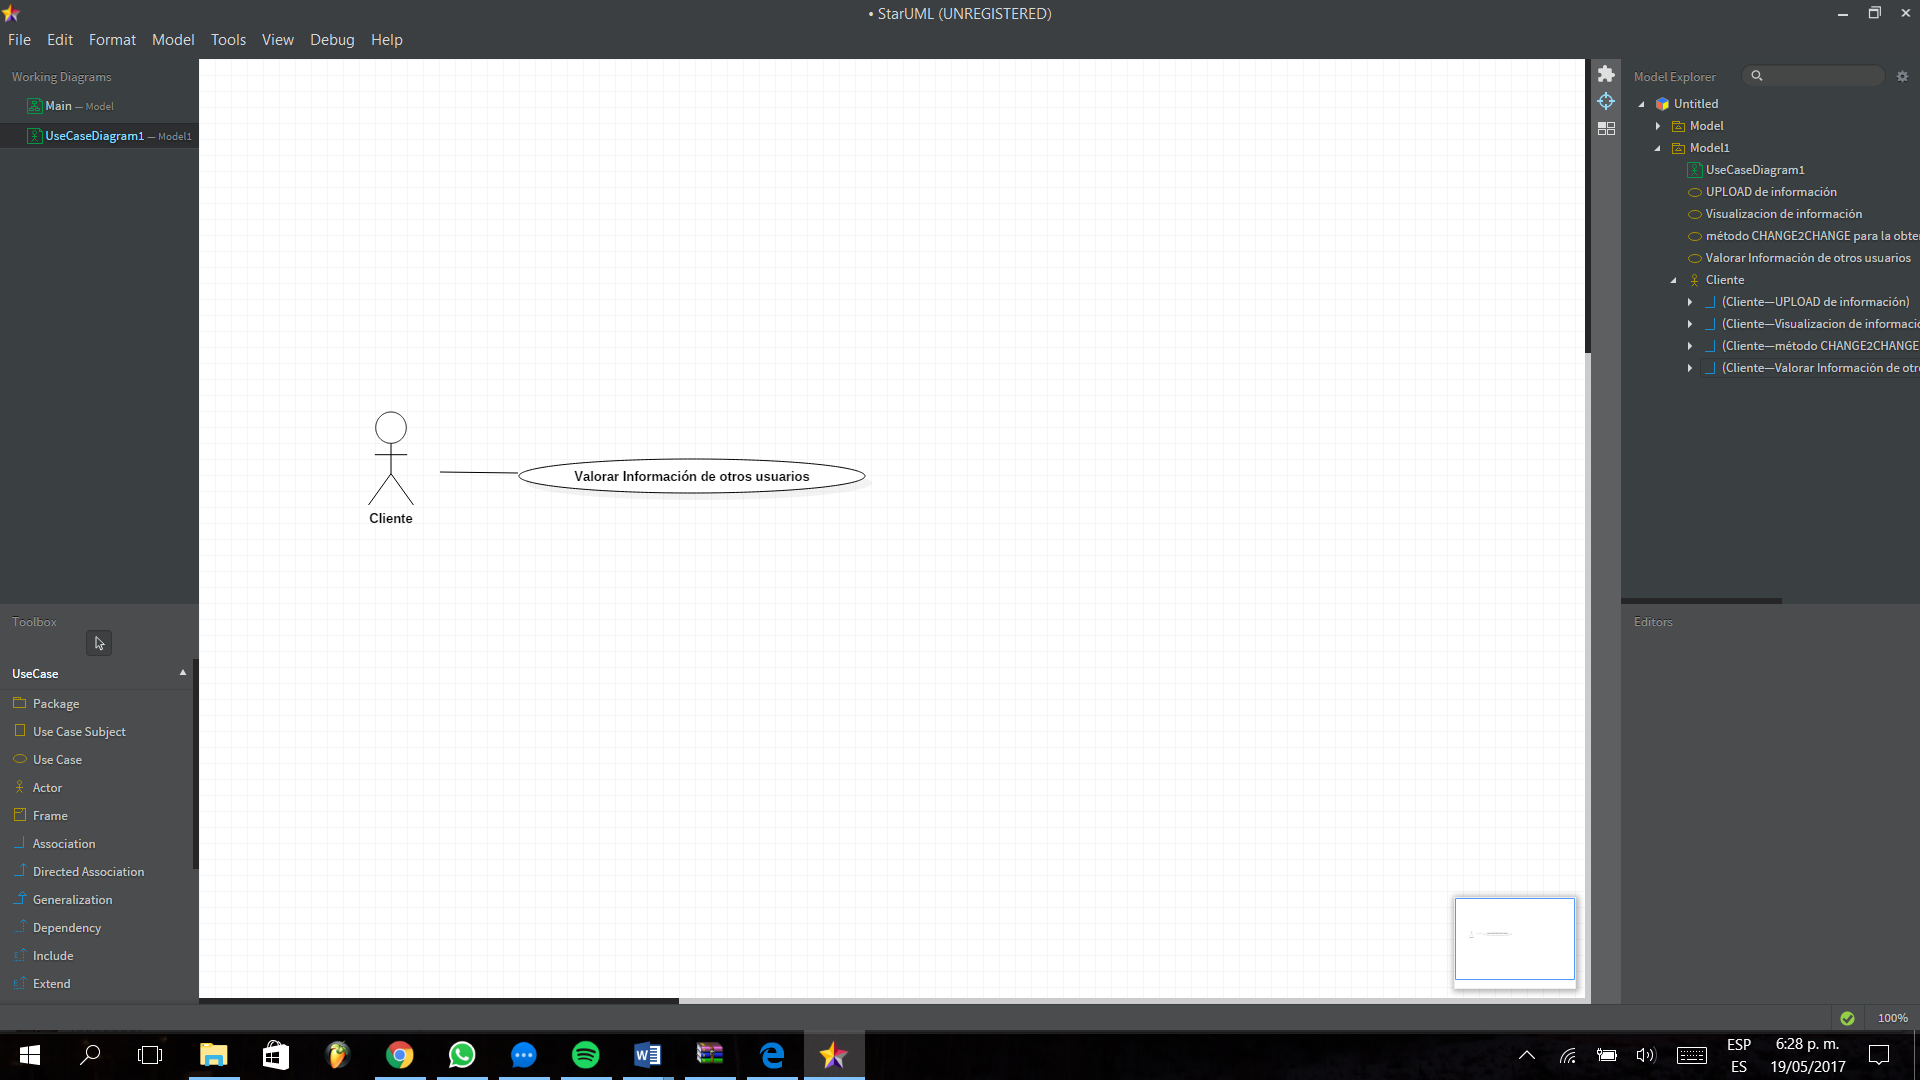 • StarUML (UNREGISTERED)
File Edit Format Model Tools View Debug Help
Working Diagrams
Main — Model
UseCaseDiagram1 — Model1
Toolbox
UseCase
Package
Use Case Subject
Use Case
Actor
Frame
Association
Directed Association
Generalization
Dependency
Include
Extend
Cliente
Valorar Información de otros usuarios
Model Explorer
Untitled
Model
Model1
UseCaseDiagram1
UPLOAD de información
Visualizacion de información
método CHANGE2CHANGE para la obte
Valorar Información de otros usuarios
Cliente
(Cliente—UPLOAD de información)
(Cliente—Visualizacion de informació
(Cliente—método CHANGE2CHANGE
(Cliente—Valorar Información de otr
Editors
100%
ESP
ES
6:28 p. m.
19/05/2017